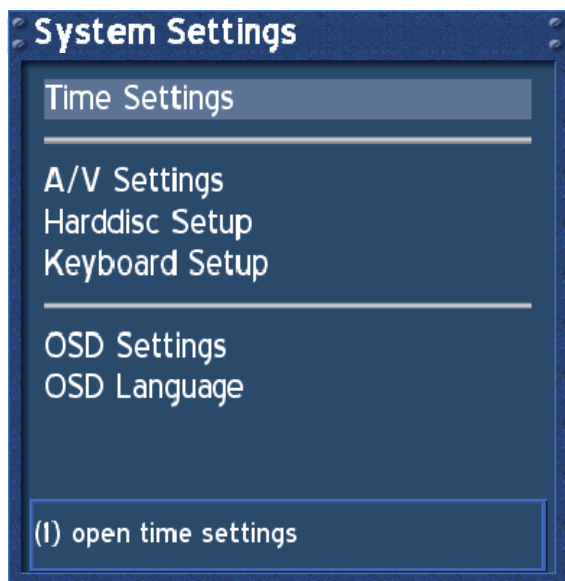 System Settings
Time Settings
A/V Settings
Harddisc Setup
Keyboard Setup
OSD Settings
OSD Language
(1) open time settings